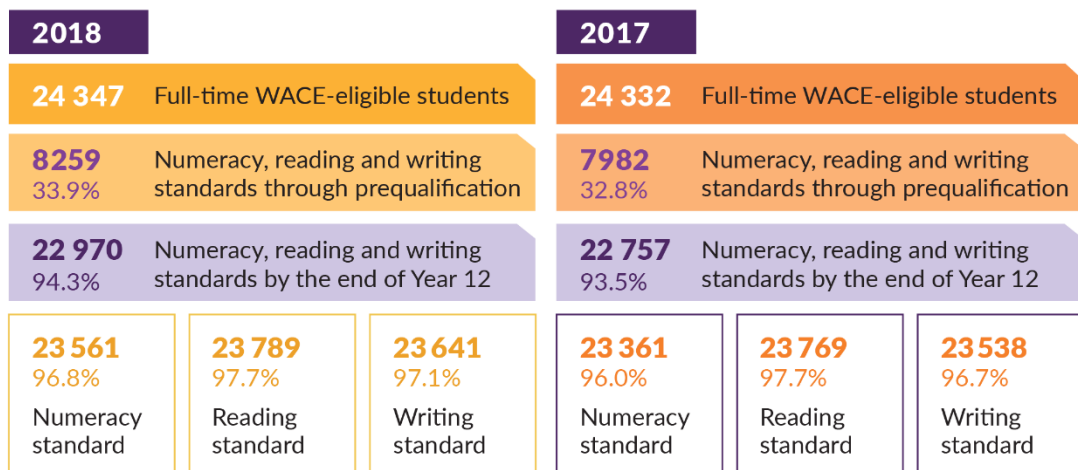 2018
24 347 Full-time WACE-eligible students
8259 Numeracy, reading and writing
33.9% standards through prequalification
22 970 Numeracy, reading and writing
94.3% standards by the end of Year 12
23 561
96.8%
Numeracy
standard
23 789
97.7%
Reading
standard
23 641
97.1%
Writing
standard
2017
24 332 Full-time WACE-eligible students
7982 Numeracy, reading and writing
32.8% standards through prequalification
22 757 Numeracy, reading and writing
93.5% standards by the end of Year 12
23 361
96.0%
Numeracy
standard
23 769
97.7%
Reading
standard
23 538
96.7%
Writing
standard